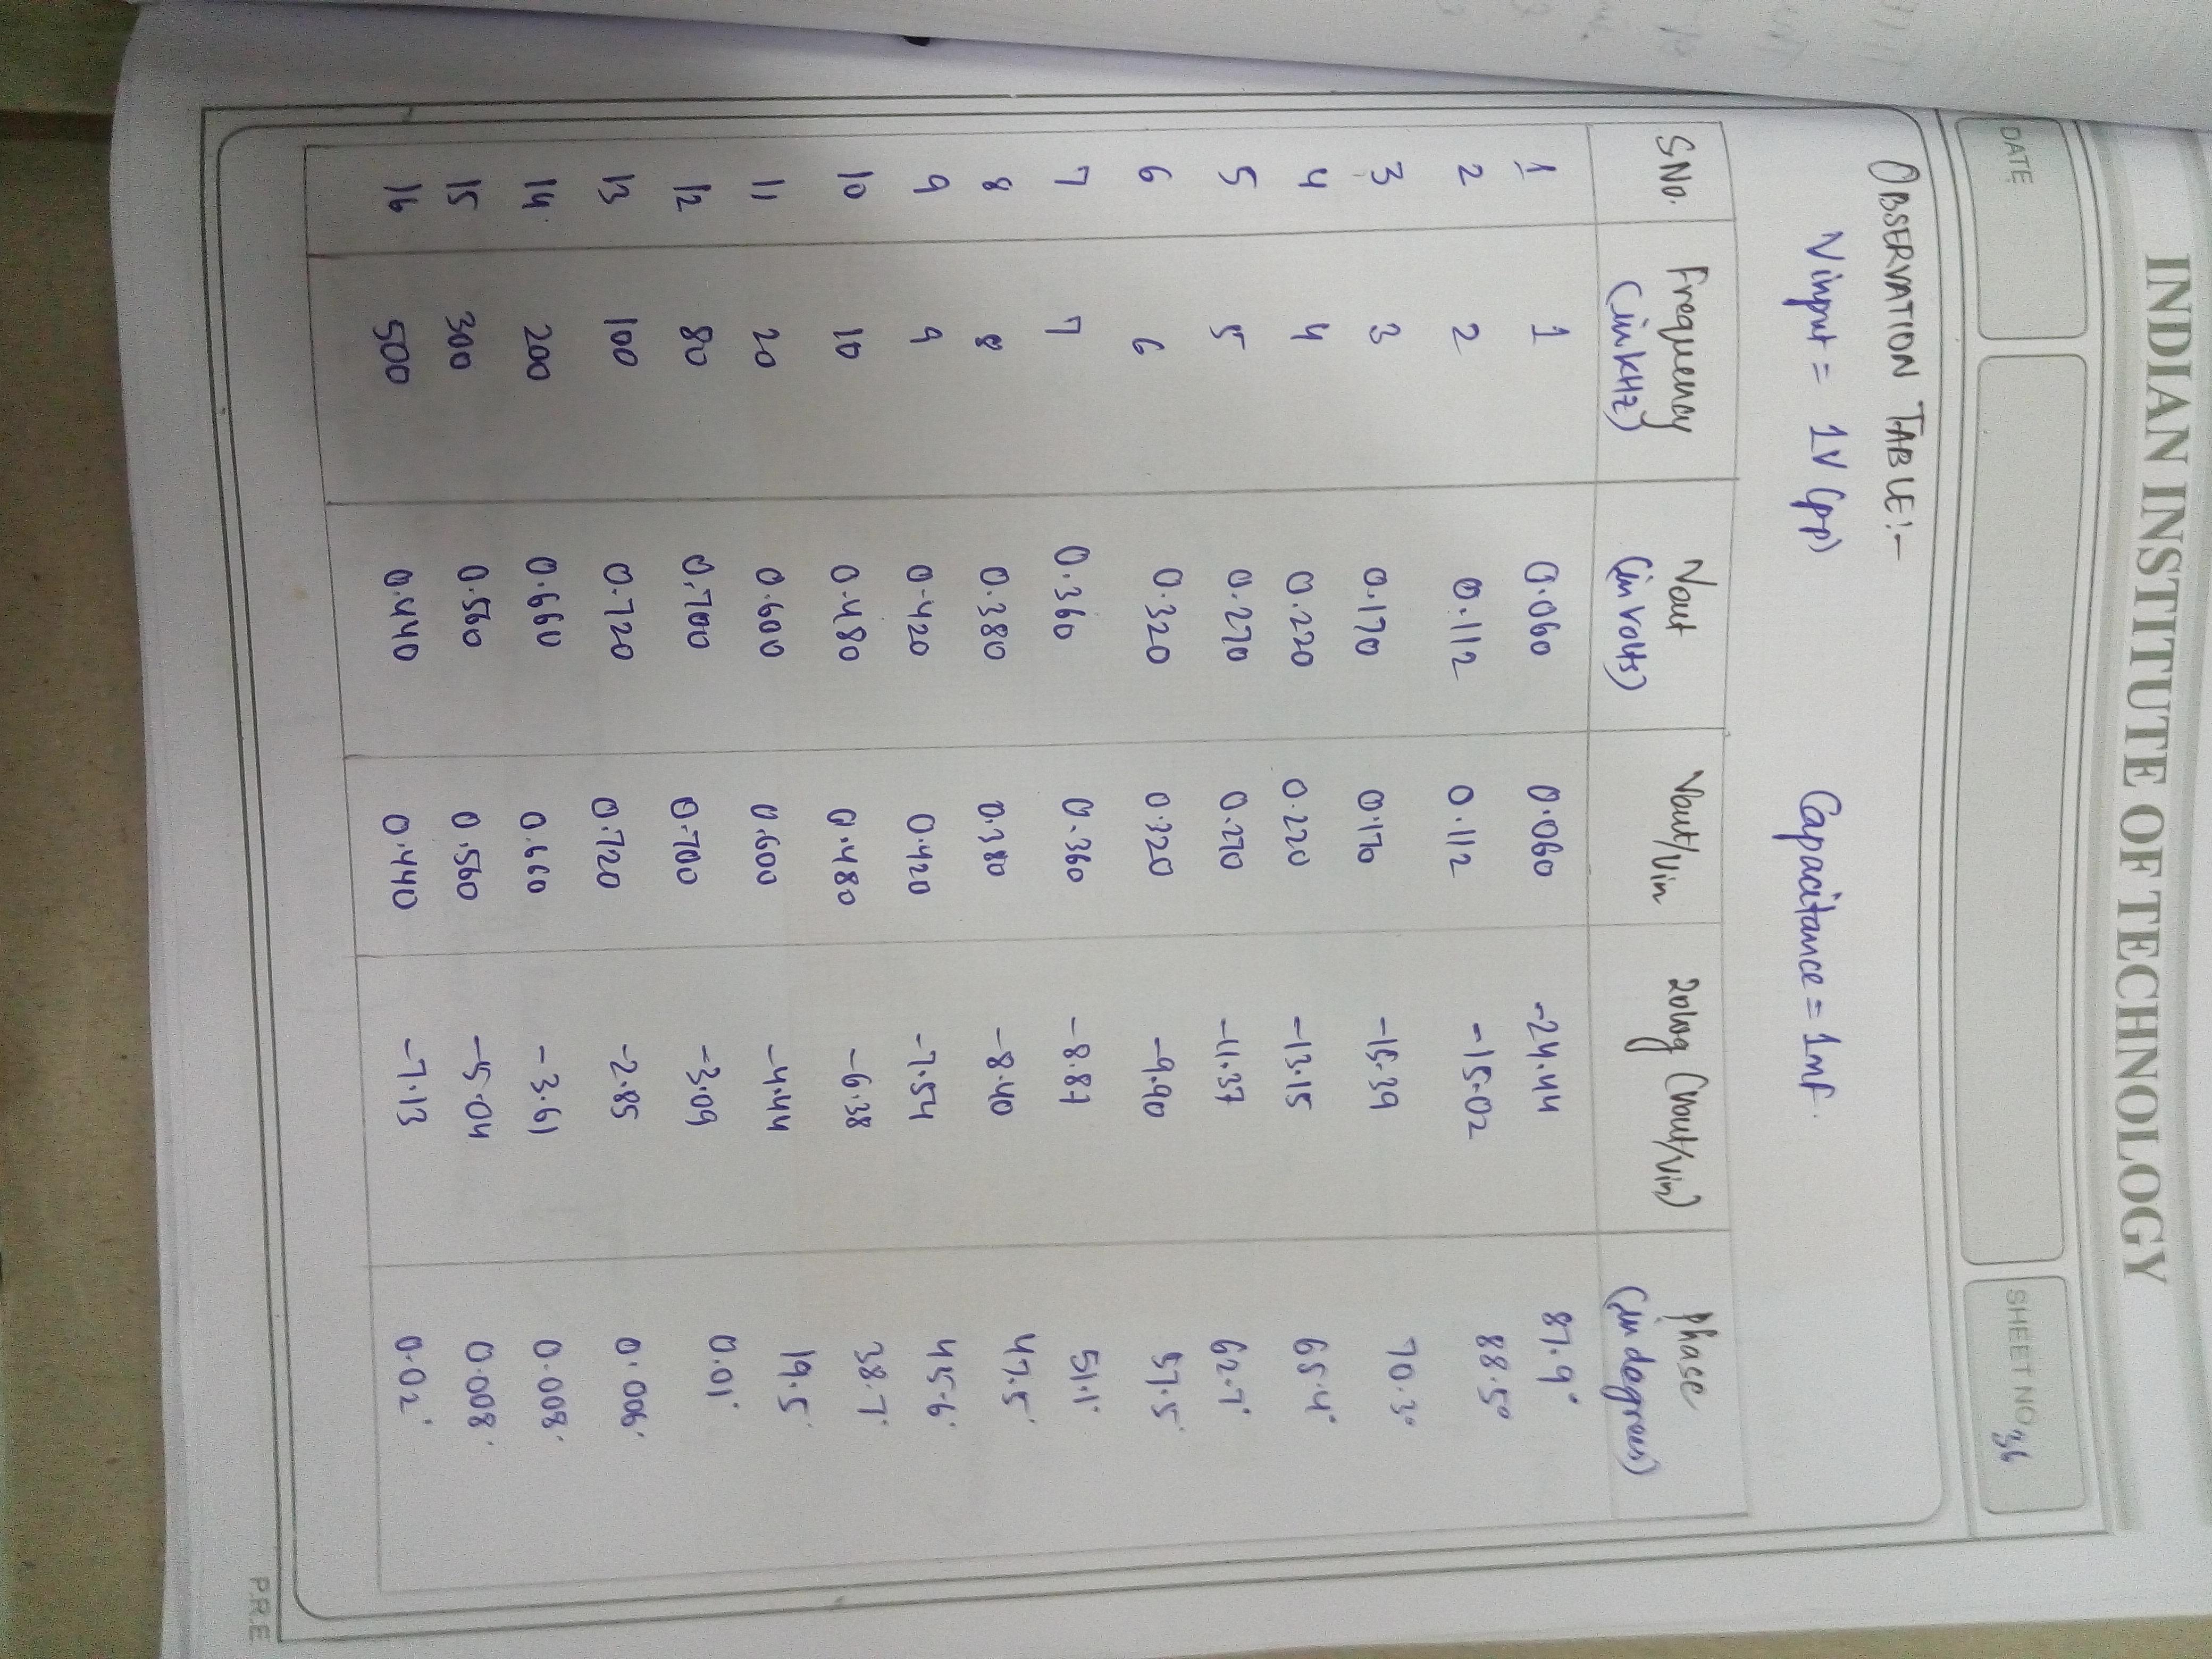 INDIAN INSTITUTE OF TECHNOLOGY
DATE
SHEET NO. 36
OBSERVATION TABLE:-
Vinput = 1V (pp) Capacitance = 1nf.
S No. Frequency (in kHz) Vout (in volts) Vout/Vin 20log (Vout/Vin) Phase (in degrees)
1 1 0.060 0.060 -24.44 87.9°
2 2 0.112 0.112 -15.02 88.5°
3 3 0.170 0.170 -15.39 70.3°
4 4 0.220 0.220 -13.15 65.4°
5 5 0.270 0.270 -11.37 62.7°
6 6 0.320 0.320 -9.90 57.5°
7 7 0.360 0.360 -8.87 51.1°
8 8 0.380 0.380 -8.40 47.5°
9 9 0.420 0.420 -7.54 45.6°
10 10 0.480 0.480 -6.38 38.7°
11 20 0.600 0.600 -4.44 19.5°
12 80 0.700 0.700 -3.09 0.01°
13 100 0.720 0.720 -2.85 0.006°
14 200 0.660 0.660 -3.61 0.008°
15 300 0.560 0.560 -5.04 0.008°
16 500 0.440 0.440 -7.13 0.02°
P.R.E.